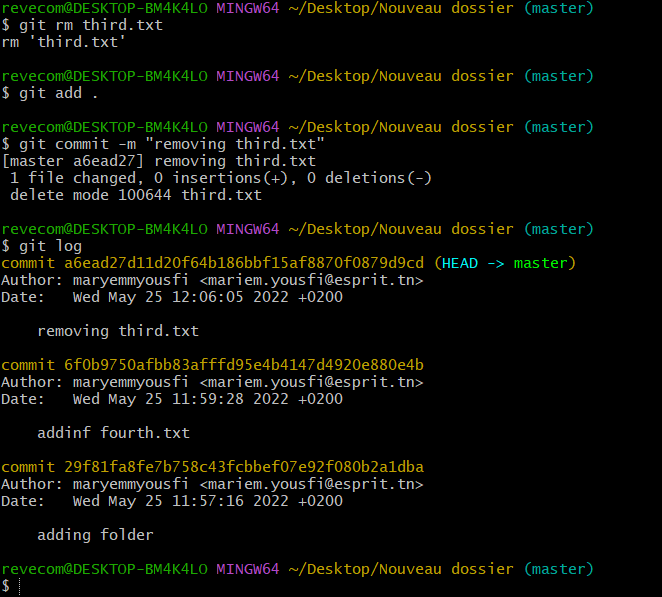 revecom@DESKTOP-BM4K4LO MINGW64 ~/Desktop/Nouveau dossier (master)
$ git rm third.txt
rm 'third.txt'
revecom@DESKTOP-BM4K4LO MINGW64 ~/Desktop/Nouveau dossier (master)
$ git add .
revecom@DESKTOP-BM4K4LO MINGW64 ~/Desktop/Nouveau dossier (master)
$ git commit -m "removing third.txt"
[master a6ead27] removing third.txt
 1 file changed, 0 insertions(+), 0 deletions(-)
 delete mode 100644 third.txt
revecom@DESKTOP-BM4K4LO MINGW64 ~/Desktop/Nouveau dossier (master)
$ git log
commit a6ead27d11d20f64b186bbf15af8870f0879d9cd (HEAD -> master)
Author: maryemmyousfi <mariem.yousfi@esprit.tn>
Date:   Wed May 25 12:06:05 2022 +0200
    removing third.txt
commit 6f0b9750afbb83afffd95e4b4147d4920e880e4b
Author: maryemmyousfi <mariem.yousfi@esprit.tn>
Date:   Wed May 25 11:59:28 2022 +0200
    addinf fourth.txt
commit 29f81fa8fe7b758c43fcbbef07e92f080b2a1dba
Author: maryemmyousfi <mariem.yousfi@esprit.tn>
Date:   Wed May 25 11:57:16 2022 +0200
    adding folder
revecom@DESKTOP-BM4K4LO MINGW64 ~/Desktop/Nouveau dossier (master)
$